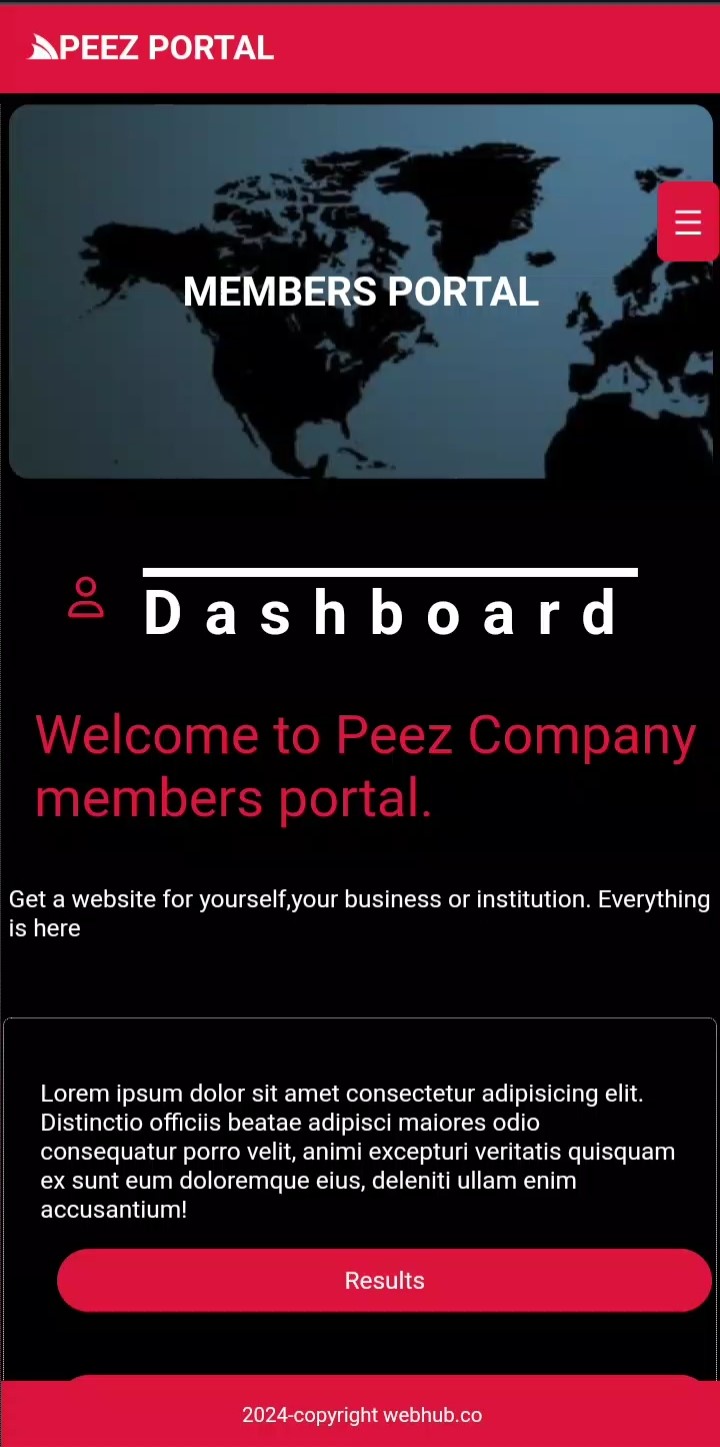 PEEZ PORTAL
MEMBERS PORTAL
Dashboard
Welcome to Peez Company
members portal.
Get a website for yourself,your business or institution. Everything
is here
Lorem ipsum dolor sit amet consectetur adipisicing elit.
Distinctio officiis beatae adipisci maiores odio
consequatur porro velit, animi excepturi veritatis quisquam
ex sunt eum doloremque eius, deleniti ullam enim
accusantium!
Results
2024-copyright webhub.co